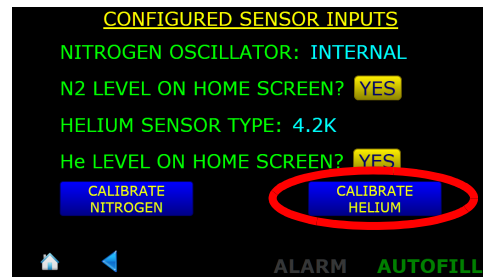 CONFIGURED SENSOR INPUTS
NITROGEN OSCILLATOR: INTERNAL
N2 LEVEL ON HOME SCREEN? YES
HELIUM SENSOR TYPE: 4.2K
He LEVEL ON HOME SCREEN? YES
CALIBRATE
NITROGEN
CALIBRATE
HELIUM
ALARM AUTOFILL